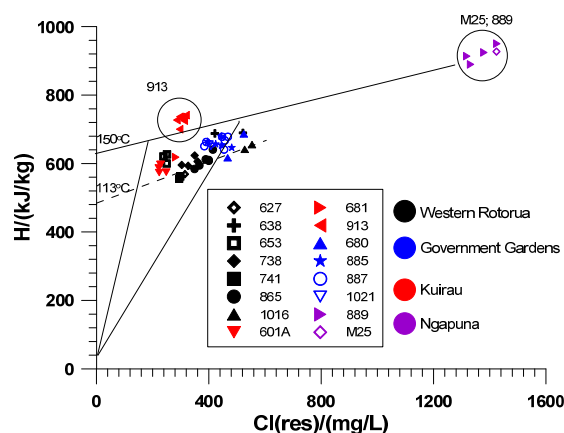 M25; 889
913
1000
800
600
400
200
0
H/(kJ/kg)
150°C
113°C
627
638
653
738
741
865
1016
601A
681
913
680
885
887
1021
889
M25
Western Rotorua
Government Gardens
Kuirau
Ngapuna
0
400
800
1200
1600
Cl(res)/(mg/L)